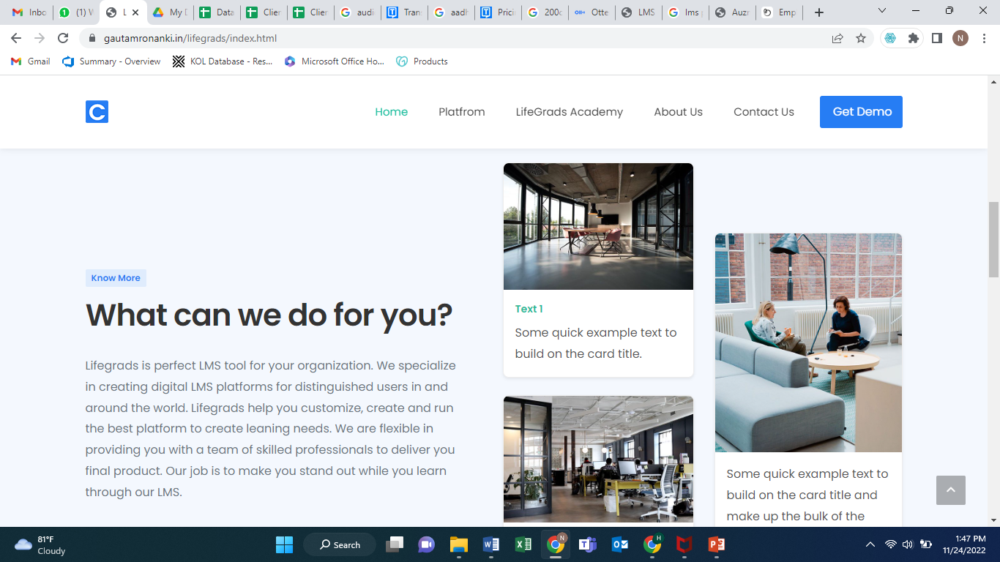 Inbo
(1) W
L
My D
Data
Clien
Clien
audi
Tran
aadh
Prici
200c
Otte
LMS
lms p
Auzr
Emp
gautamronanki.in/lifegrads/index.html
N
Gmail
Summary - Overview
KOL Database - Res...
Microsoft Office Ho...
Products
C
Home
Platfrom
LifeGrads Academy
About Us
Contact Us
Get Demo
Know More
What can we do for you?
Lifegrads is perfect LMS tool for your organization. We specialize
in creating digital LMS platforms for distinguished users in and
around the world. Lifegrads help you customize, create and run
the best platform to create leaning needs. We are flexible in
providing you with a team of skilled professionals to deliver you
final product. Our job is to make you stand out while you learn
through our LMS.
Text 1
Some quick example text to
build on the card title.
Some quick example text to
build on the card title and
make up the bulk of the
81°F
Cloudy
Search
1:47 PM
11/24/2022